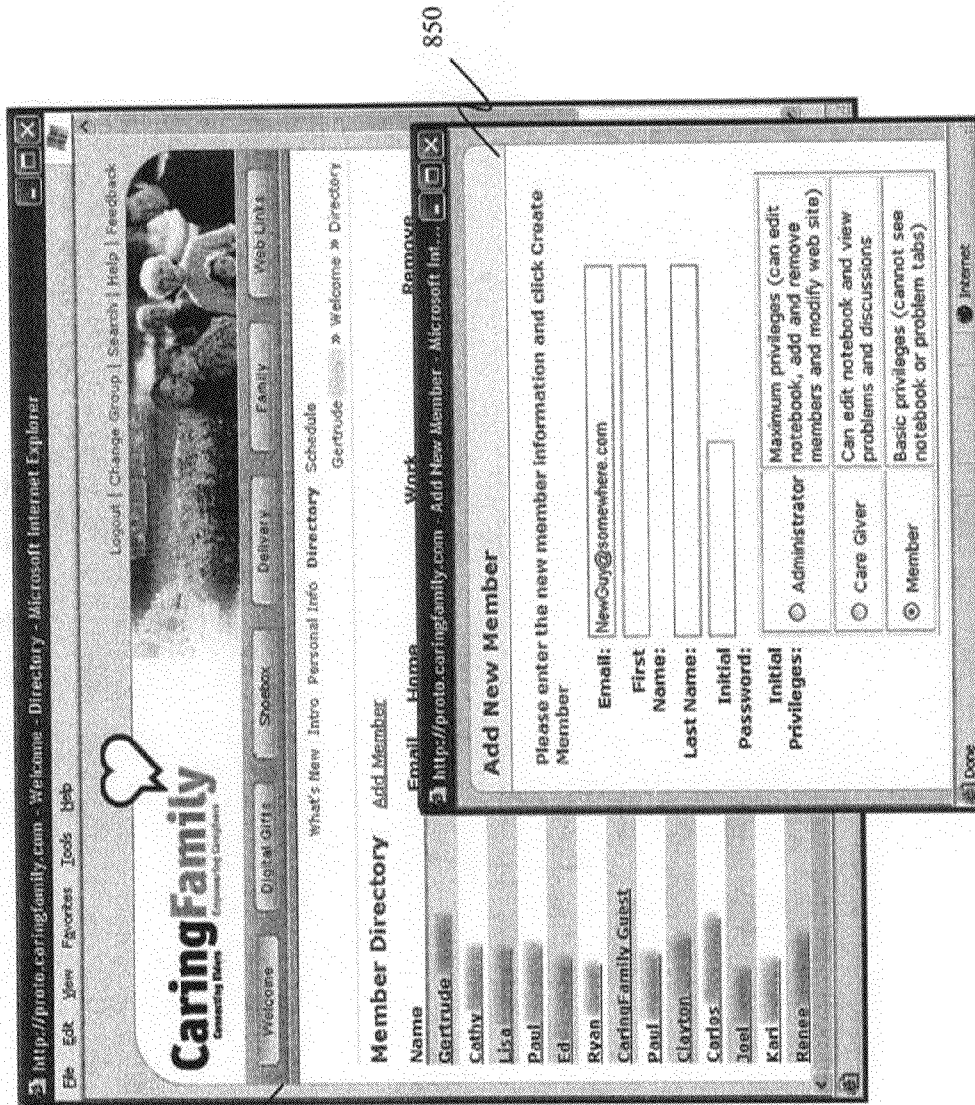 http://proto.caringfamily.com - Welcome - Directory - Microsoft Internet Explorer
File Edit View Favorites Tools Help
Logout | Change Group | Search | Help | Feedback
CaringFamily
Connecting Elders Empowering Caregivers
Welcome Digital Gifts Shoebox Delivery FAmily Web Links
What's New Intro Personal Info Directory Schedule
Gertrude » Welcome » Directory
Member Directory Add Member
Name Email Home Work Remove
Gertrude
Cathy
Lisa
Paul
Ed
Ryan
CaringFamily Guest
Paul
Clayton
Carlos
Joel
Karl
Renee
http://proto.caringfamily.com - Add New Member - Microsoft Int...
Add New Member
Please enter the new member information and click Create
Member
Email: NewGuy@somewhere.com
First
Name:
Last Name:
Initial
Password:
Initial
Privileges:
Administrator Maximum privileges (can edit
notebook, add and remove
members and modify web site)
Care Giver Can edit notebook and view
problems and discussions
Member Basic privileges (cannot see
notebook or problem tabs)
Done Internet
850